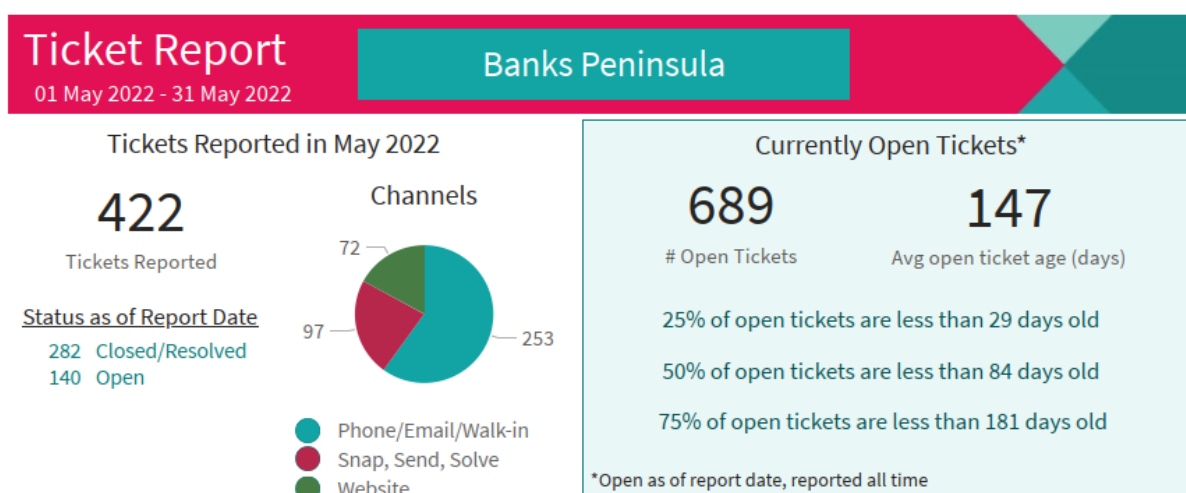 Ticket Report
01 May 2022 - 31 May 2022
Banks Peninsula
Tickets Reported in May 2022
422
Tickets Reported
Status as of Report Date
282 Closed/Resolved
140 Open
Channels
72
97
253
Phone/Email/Walk-in
Snap, Send, Solve
Website
Currently Open Tickets*
689
# Open Tickets
147
Avg open ticket age (days)
25% of open tickets are less than 29 days old
50% of open tickets are less than 84 days old
75% of open tickets are less than 181 days old
*Open as of report date, reported all time